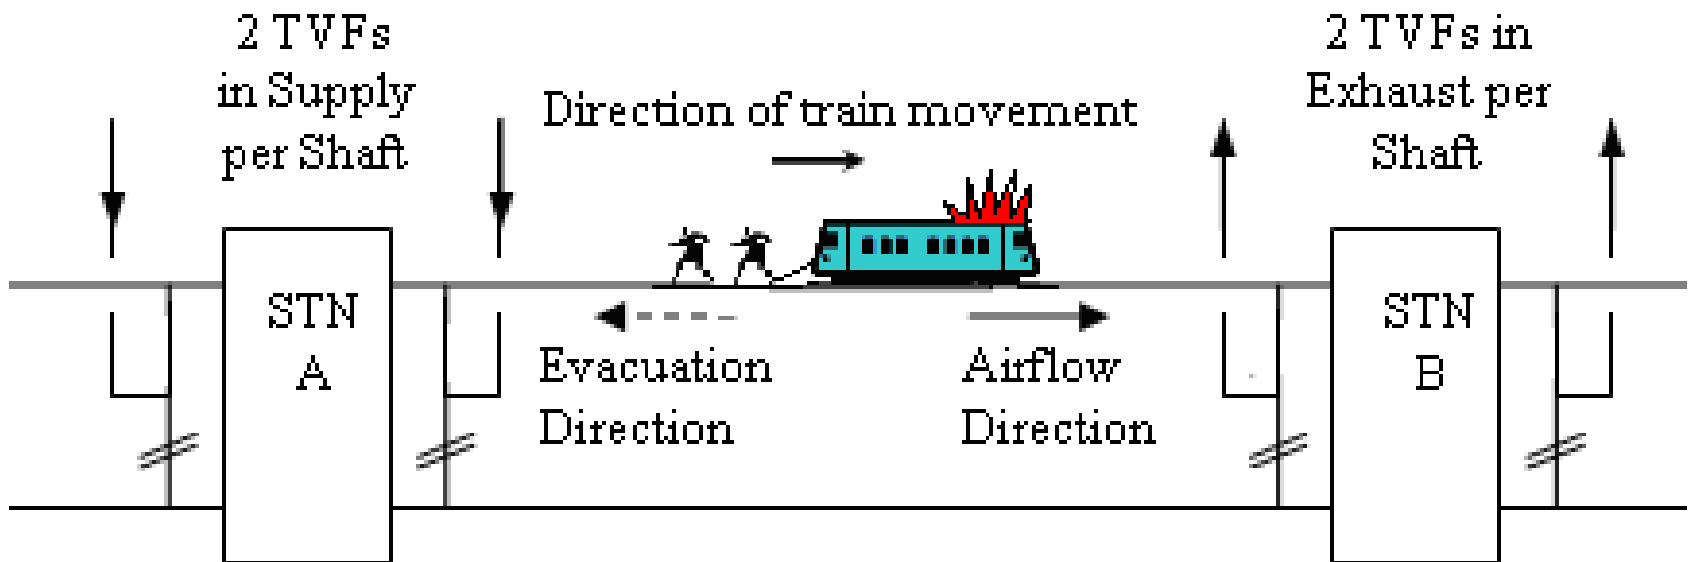 2 TVFs
in Supply
per Shaft
Direction of train movement
2 TVFs in
Exhaust per
Shaft
STN
A
Evacuation
Direction
Airflow
Direction
STN
B